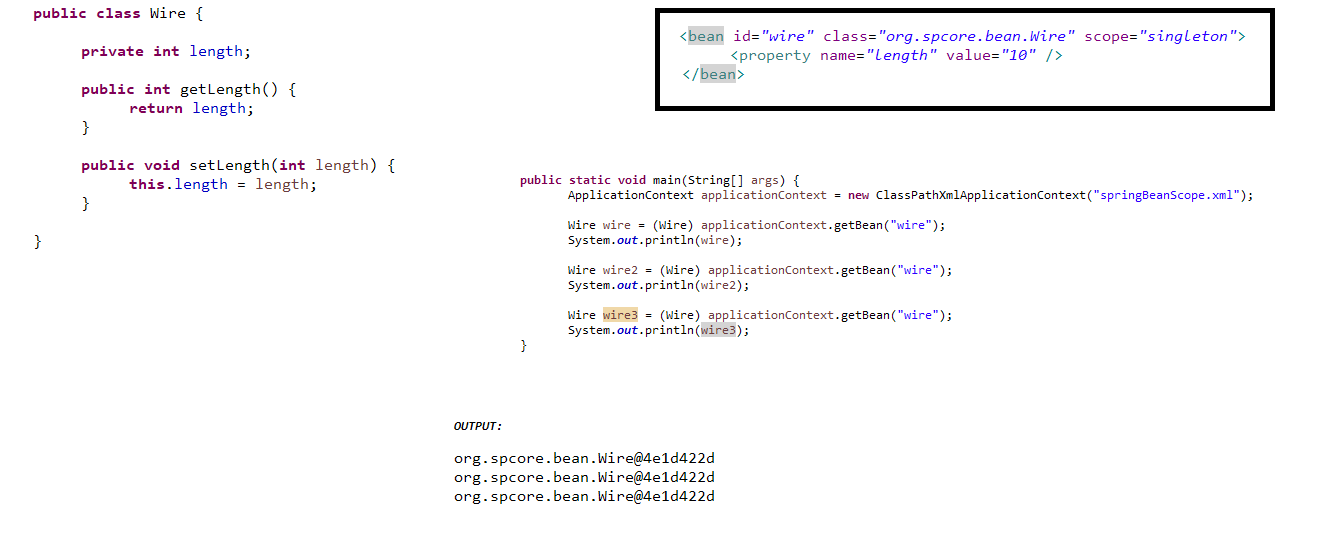 public class Wire {
private int length;
public int getLength() {
return length;
}
public void setLength(int length) {
this.length = length;
}
}
<bean id="wire" class="org.spcore.bean.Wire" scope="singleton">
<property name="length" value="10" />
</bean>
public static void main(String[] args) {
ApplicationContext applicationContext = new ClassPathXmlApplicationContext("springBeanScope.xml");
Wire wire = (Wire) applicationContext.getBean("wire");
System.out.println(wire);
Wire wire2 = (Wire) applicationContext.getBean("wire");
System.out.println(wire2);
Wire wire3 = (Wire) applicationContext.getBean("wire");
System.out.println(wire3);
}
OUTPUT:
org.spcore.bean.Wire@4e1d422d
org.spcore.bean.Wire@4e1d422d
org.spcore.bean.Wire@4e1d422d